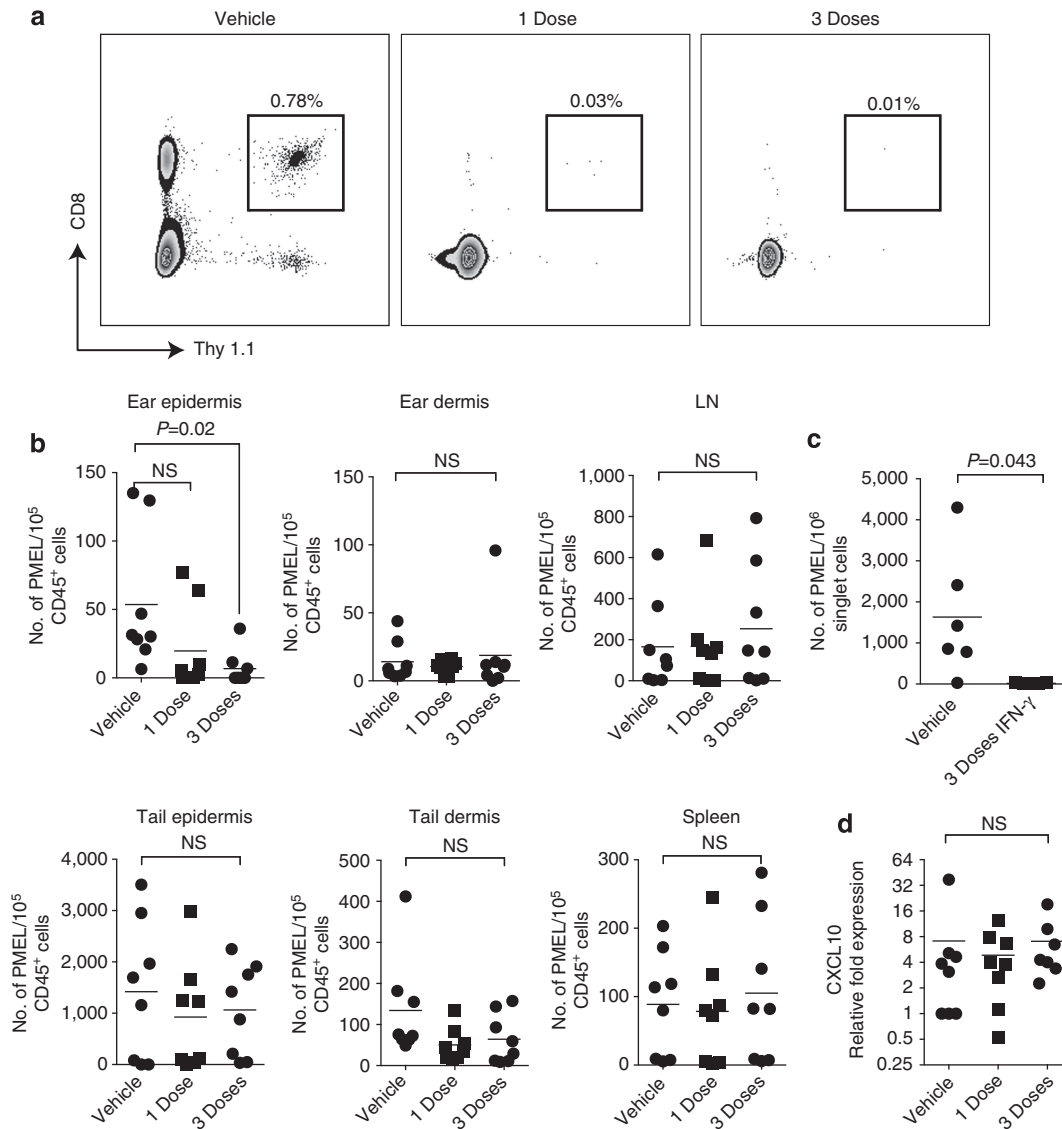 a
Vehicle
1 Dose
3 Doses
0.78%
0.03%
0.01%
CD8
Thy 1.1
b
Ear epidermis
P=0.02
NS
No. of PMEL/10⁵
CD45⁺ cells
150
100
50
0
Vehicle
1 Dose
3 Doses
Ear dermis
NS
No. of PMEL/10⁵
CD45⁺ cells
150
100
50
0
Vehicle
1 Dose
3 Doses
LN
NS
No. of PMEL/10⁵
CD45⁺ cells
1,000
800
600
400
200
0
Vehicle
1 Dose
3 Doses
c
P=0.043
No. of PMEL/10⁶
singlet cells
5,000
4,000
3,000
2,000
1,000
0
Vehicle
3 Doses IFN-γ
Tail epidermis
NS
No. of PMEL/10⁵
CD45⁺ cells
4,000
3,000
2,000
1,000
0
Vehicle
1 Dose
3 Doses
Tail dermis
NS
No. of PMEL/10⁵
CD45⁺ cells
500
400
300
200
100
0
Vehicle
1 Dose
3 Doses
Spleen
NS
No. of PMEL/10⁵
CD45⁺ cells
300
200
100
0
Vehicle
1 Dose
3 Doses
d
NS
CXCL10
Relative fold expression
64
32
16
8
4
2
1
0.5
0.25
Vehicle
1 Dose
3 Doses